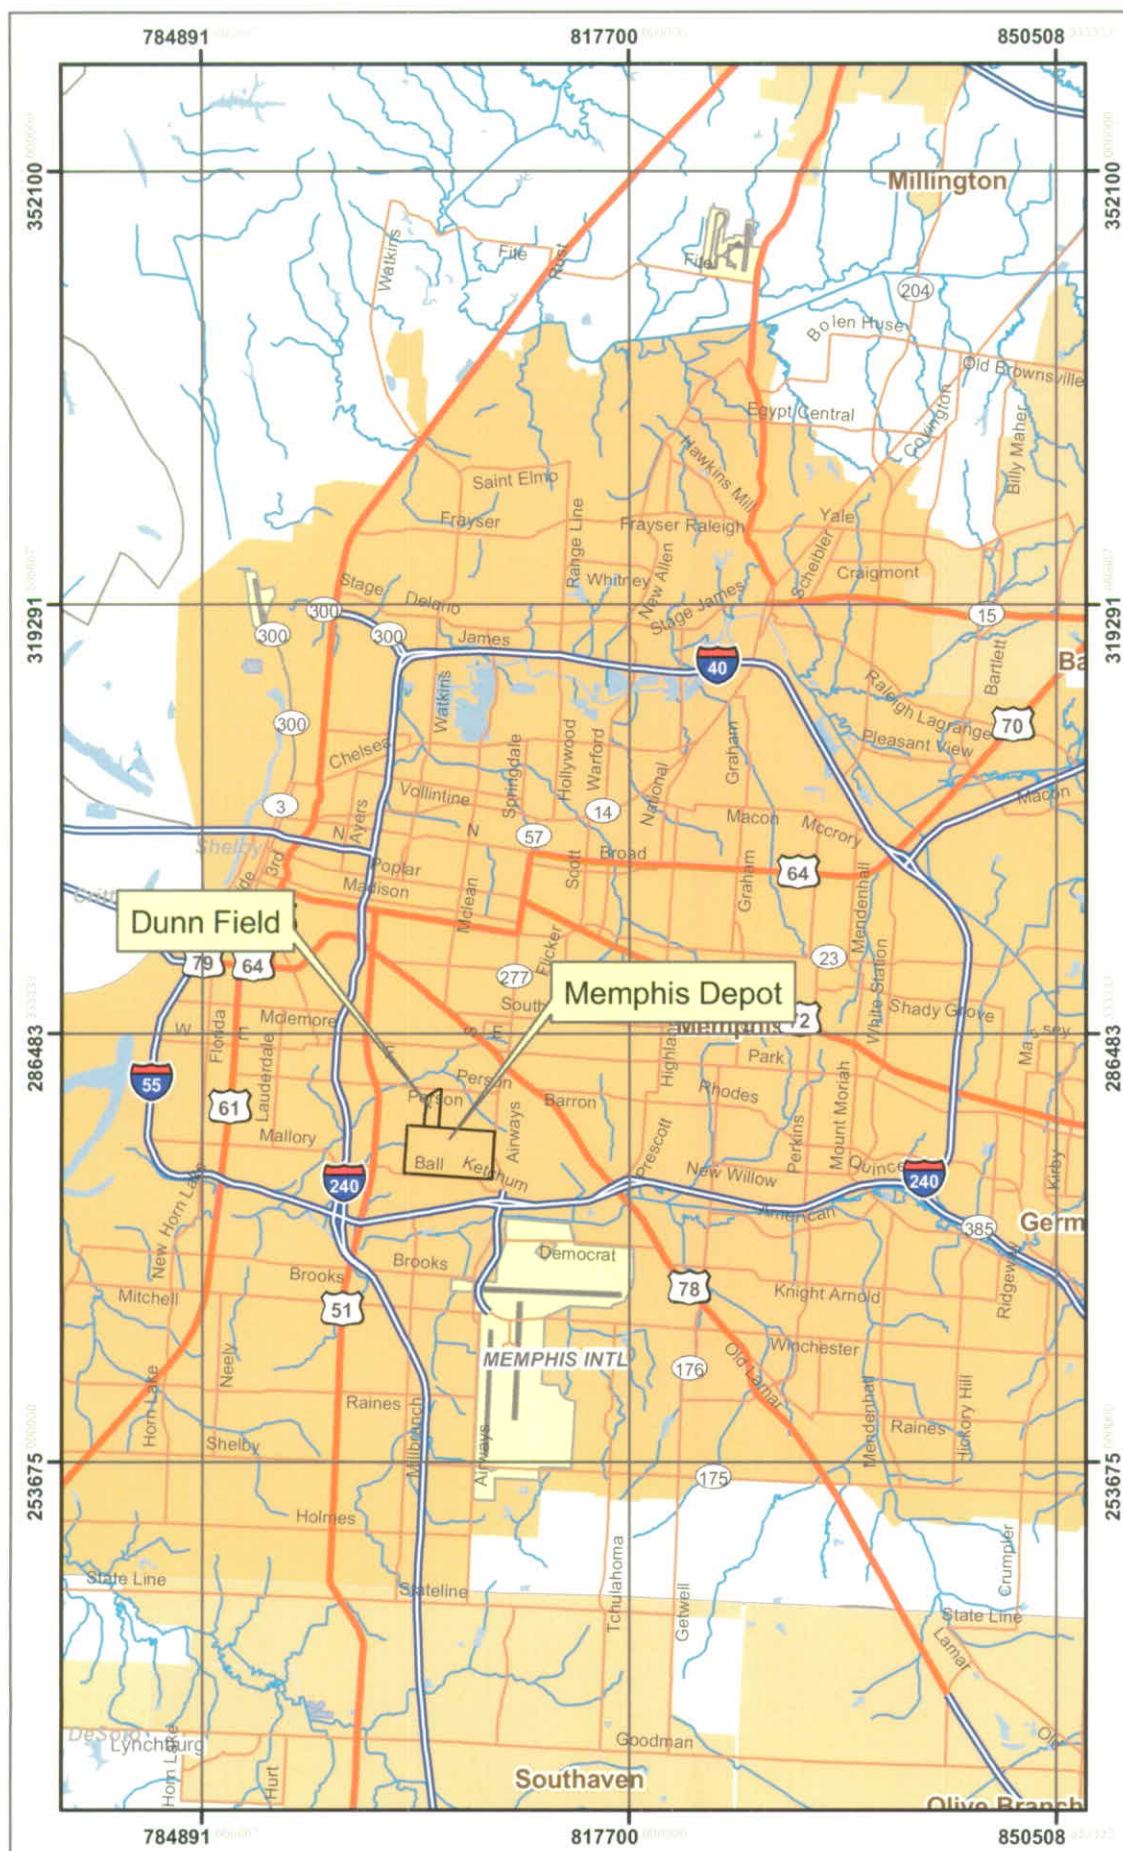 784891
817700
850508
352100
352100
Millington
Watkins
Fite
Rust
Fite
204
Bolen Huse
Old Brownsville
Egypt Central
Covington
Billy Maher
Hawkins Mill
Saint Elmo
Range Line
Frayser
Frayser Raleigh
Yale
Scheibler
Whitney
New Allen
Craigmont
Stage
Delano
Stage James
319291
319291
300
300
300
15
James
40
Ba
Bartlett
Raleigh Lagrange
70
Watkins
300
Pleasant View
Chelsea
Springdale
Hollywood
Warford
National
Graham
Vollintine
Macon
3
Ayers
N
N
14
57
Macon
Mccrory
Shelby
3rd
Poplar
Madison
Mclean
Scott
Broad
Graham
64
Mendenhall
Dunn Field
79
64
Flicker
277
23
White Station
Memphis Depot
72
Shady Grove
South
286483
286483
W
Florida
E
Mclemore
Lauderdale
S
E
Memphis
Highland
Park
Massey
55
Person
Person
Barron
Rhodes
61
Mallory
Airways
Prescott
Perkins
Mount Moriah
Ball
Ketchum
New Willow
Quince
Kirby
240
240
New Horn Lake
American
385
Germ
Brooks
Brooks
Democrat
Ridgeway
Mitchell
51
78
Knight Arnold
Winchester
MEMPHIS INTL
176
Old Lamar
Horn Lake
Neely
Raines
Millbranch
Mendenhall
Raines
Hickory Hill
Shelby
Airways
175
253675
253675
Holmes
Tchulahoma
Getwell
Crumpler
State Line
Stateline
State Line
Lamar
DeSoto
Lynchburg
Horn Lake
Hurt
Goodman
Southaven
Olive Branch
784891
817700
850508